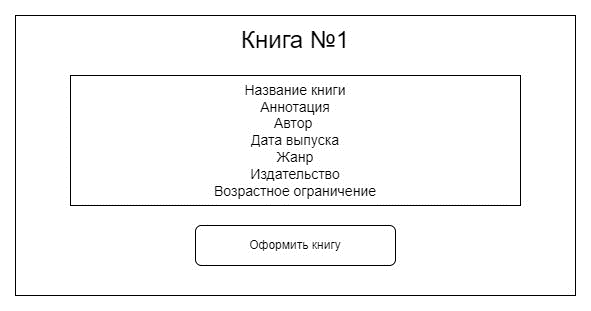 Книга №1
Название книги
Аннотация
Автор
Дата выпуска
Жанр
Издательство
Возрастное ограничение
Оформить книгу